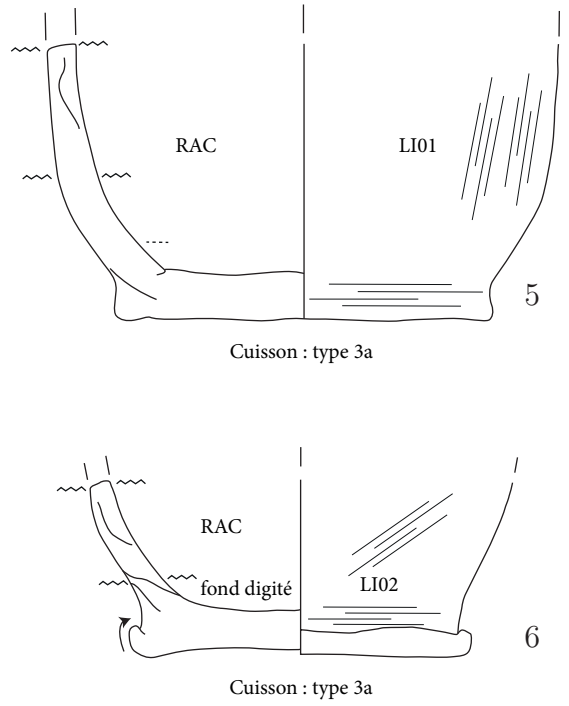 RAC
LI01
5
Cuisson : type 3a
RAC
fond digité
LI02
6
Cuisson : type 3a